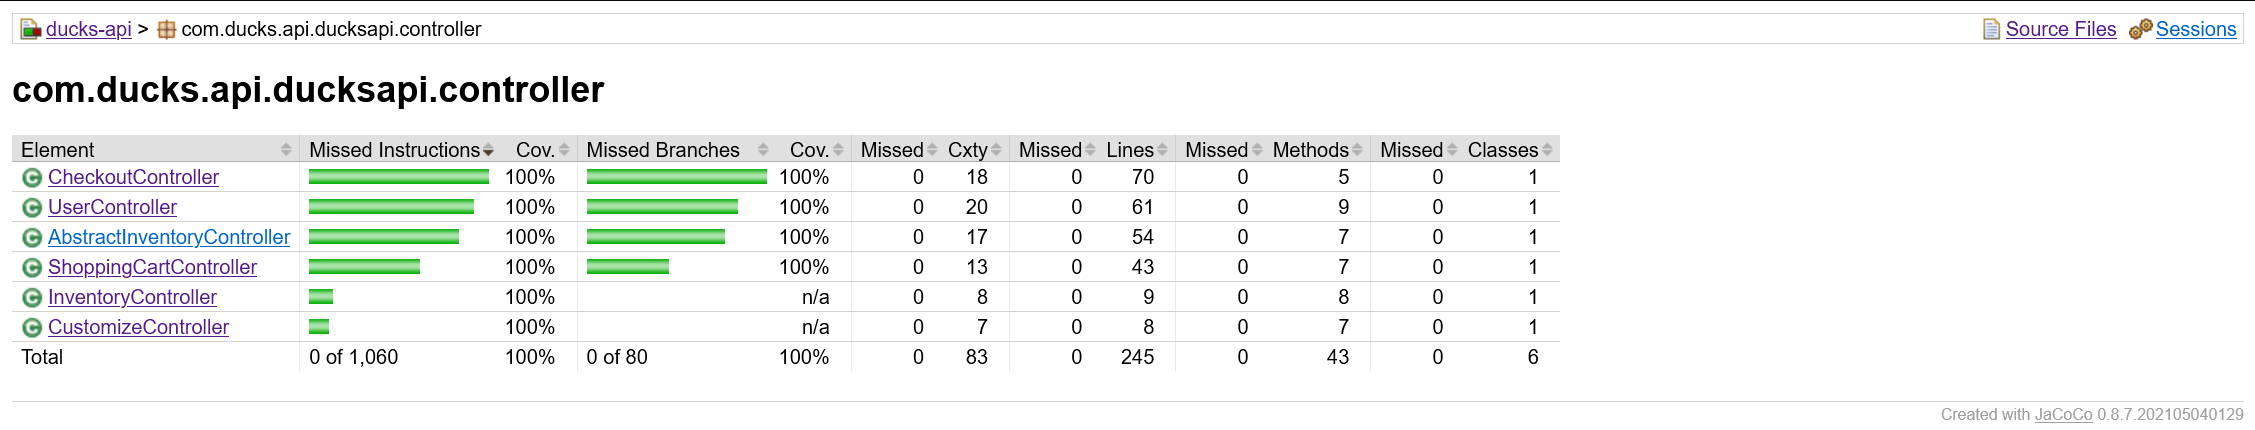 ducks-api > com.ducks.api.ducksapi.controller Source Files Sessions
com.ducks.api.ducksapi.controller
Element Missed Instructions Cov. Missed Branches Cov. Missed Cxty Missed Lines Missed Methods Missed Classes
CheckoutController 100% 100% 0 18 0 70 0 5 0 1
UserController 100% 100% 0 20 0 61 0 9 0 1
AbstractInventoryController 100% 100% 0 17 0 54 0 7 0 1
ShoppingCartController 100% 100% 0 13 0 43 0 7 0 1
InventoryController 100% n/a 0 8 0 9 0 8 0 1
CustomizeController 100% n/a 0 7 0 8 0 7 0 1
Total 0 of 1,060 100% 0 of 80 100% 0 83 0 245 0 43 0 6
Created with JaCoCo 0.8.7.202105040129